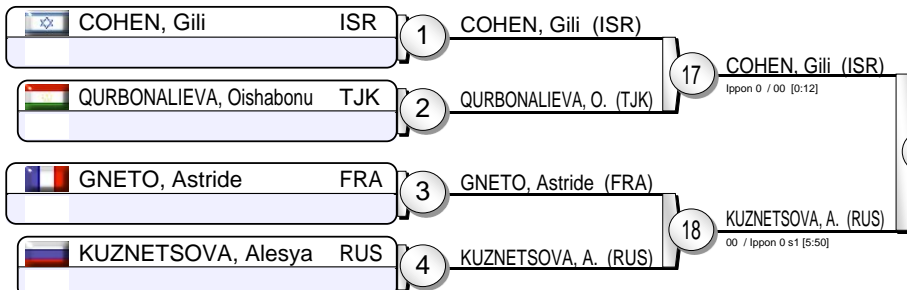 COHEN, Gili ISR
1
COHEN, Gili (ISR)
17
COHEN, Gili (ISR)
Ippon 0 / 00 [0:12]
QURBONALIEVA, Oishabonu TJK
2
QURBONALIEVA, O. (TJK)
GNETO, Astride FRA
3
GNETO, Astride (FRA)
18
KUZNETSOVA, A. (RUS)
00 / Ippon 0 s1 [5:50]
KUZNETSOVA, Alesya RUS
4
KUZNETSOVA, A. (RUS)